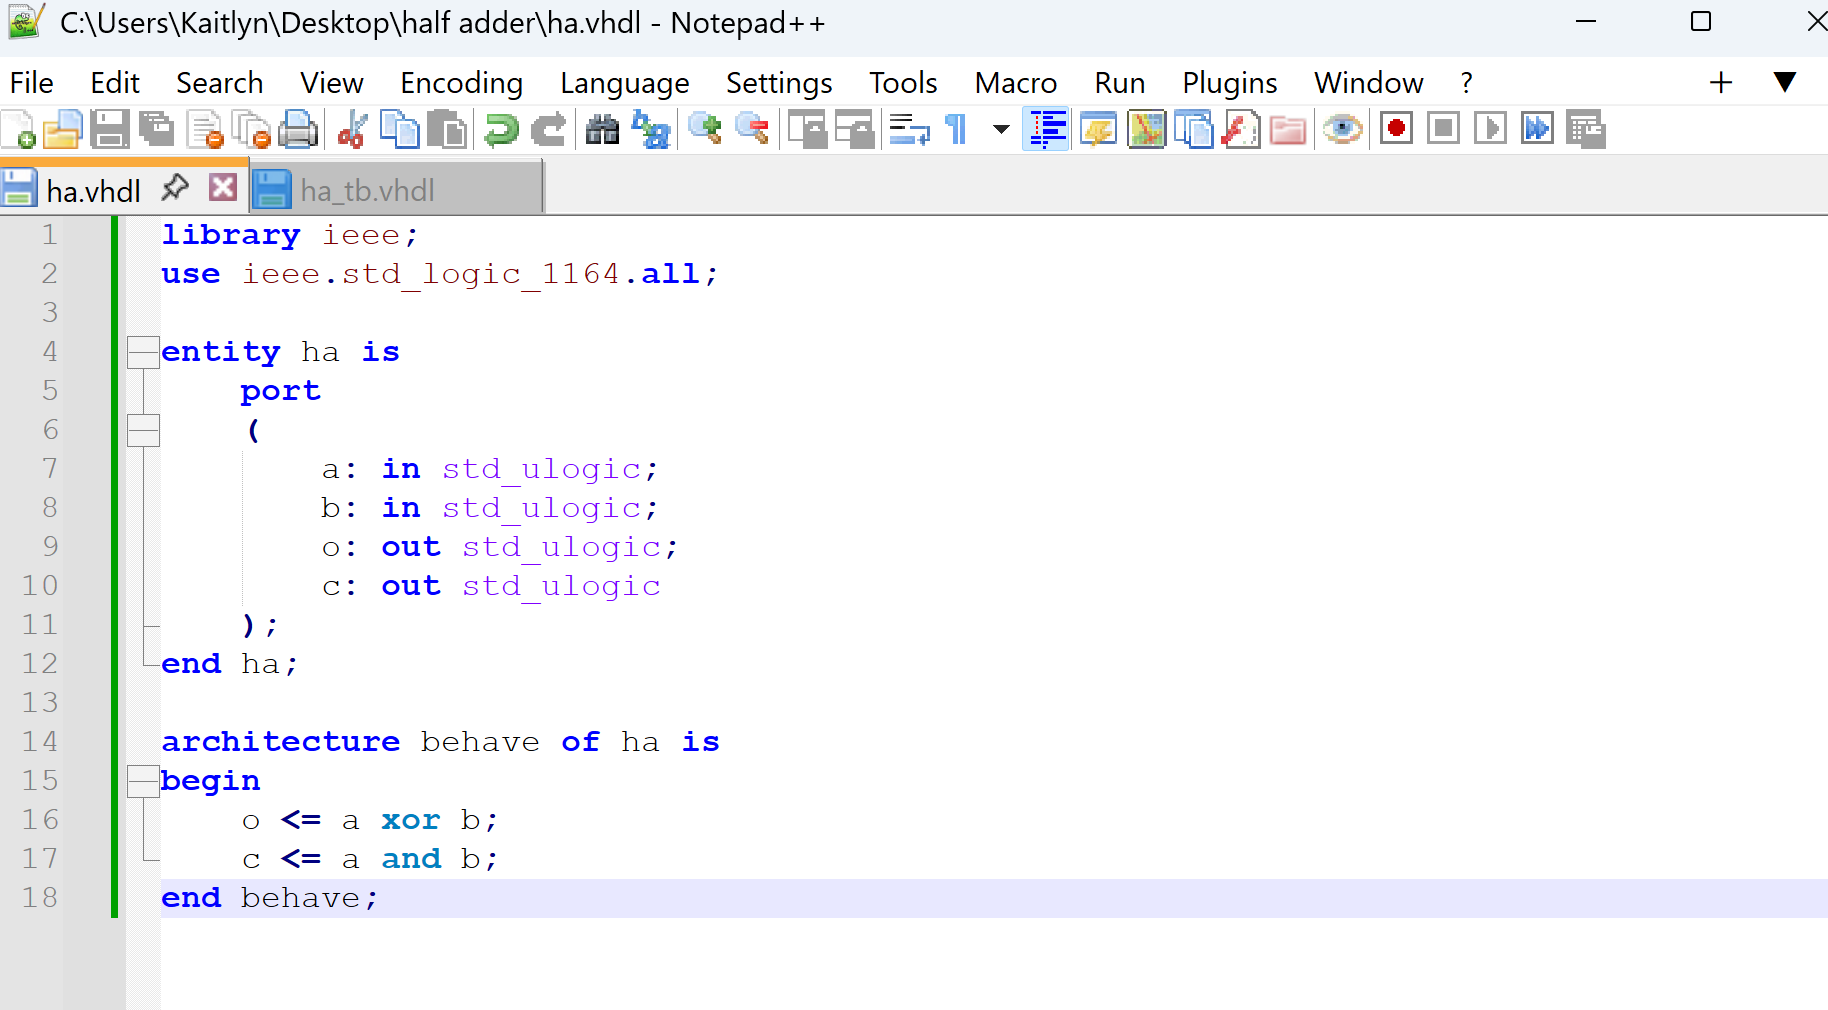 C:\Users\Kaitlyn\Desktop\half adder\ha.vhdl - Notepad++
File Edit Search View Encoding Language Settings Tools Macro Run Plugins Window ?
ha.vhdl ha_tb.vhdl
1 library ieee;
2 use ieee.std_logic_1164.all;
3
4 entity ha is
5     port
6     (
7         a: in std_ulogic;
8         b: in std_ulogic;
9         o: out std_ulogic;
10         c: out std_ulogic
11     );
12 end ha;
13
14 architecture behave of ha is
15 begin
16     o <= a xor b;
17     c <= a and b;
18 end behave;